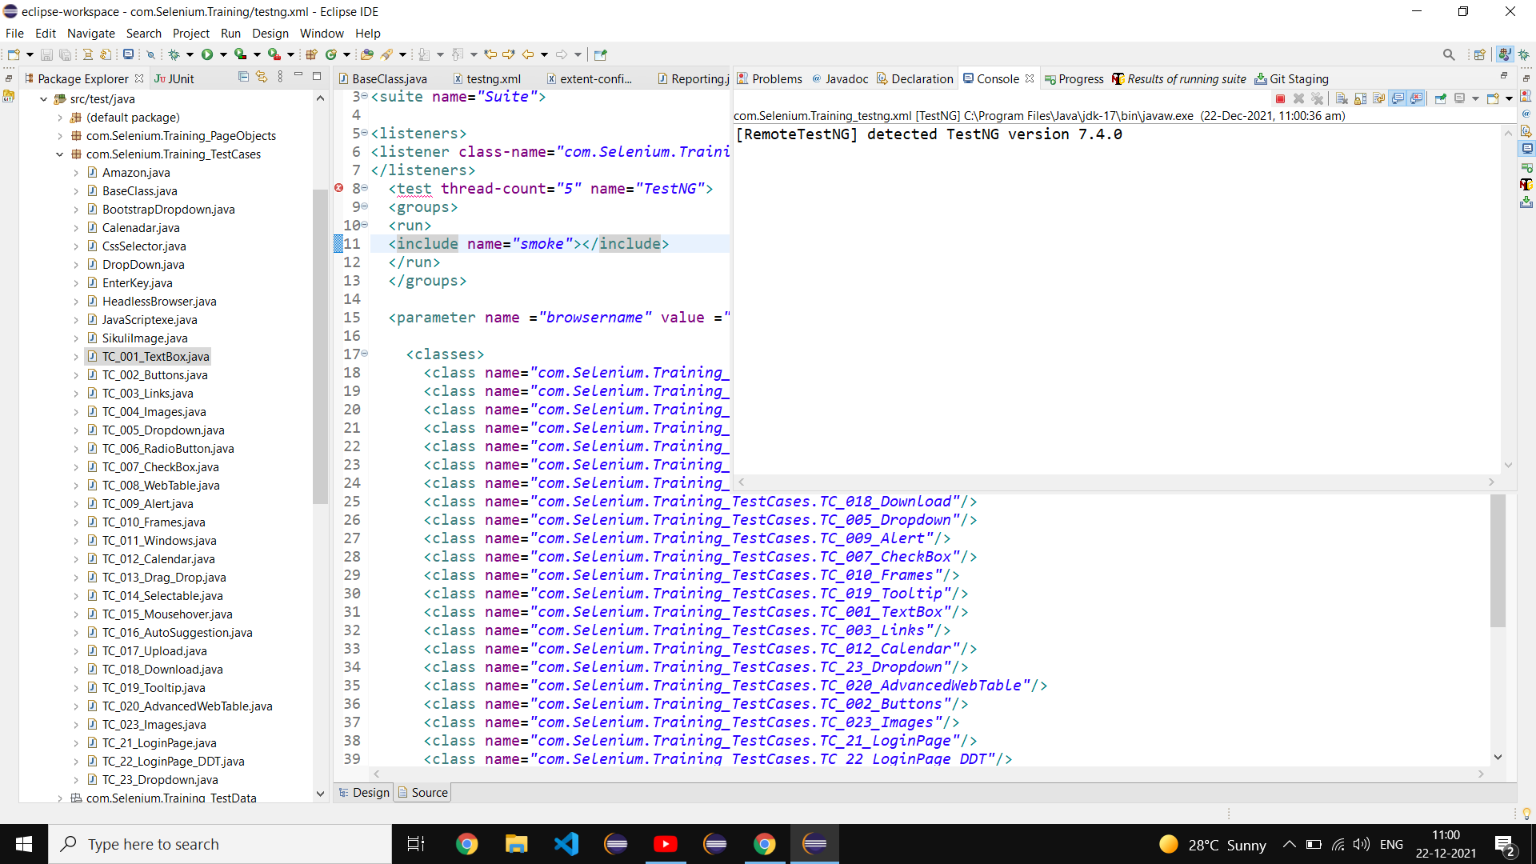 eclipse-workspace - com.Selenium.Training/testng.xml - Eclipse IDE
File Edit Navigate Search Project Run Design Window Help
Package Explorer
JUnit
src/test/java
(default package)
com.Selenium.Training_PageObjects
com.Selenium.Training_TestCases
Amazon.java
BaseClass.java
BootstrapDropdown.java
Calenadar.java
CssSelector.java
DropDown.java
EnterKey.java
HeadlessBrowser.java
JavaScriptexe.java
SikuliImage.java
TC_001_TextBox.java
TC_002_Buttons.java
TC_003_Links.java
TC_004_Images.java
TC_005_Dropdown.java
TC_006_RadioButton.java
TC_007_CheckBox.java
TC_008_WebTable.java
TC_009_Alert.java
TC_010_Frames.java
TC_011_Windows.java
TC_012_Calendar.java
TC_013_Drag_Drop.java
TC_014_Selectable.java
TC_015_Mousehover.java
TC_016_AutoSuggestion.java
TC_017_Upload.java
TC_018_Download.java
TC_019_Tooltip.java
TC_020_AdvancedWebTable.java
TC_023_Images.java
TC_21_LoginPage.java
TC_22_LoginPage_DDT.java
TC_23_Dropdown.java
com.Selenium.Training_TestData
BaseClass.java testng.xml extent-confi... Reporting.j
3 <suite name="Suite">
4
5 <listeners>
6 <listener class-name="com.Selenium.Traini
7 </listeners>
8 <test thread-count="5" name="TestNG">
9 <groups>
10 <run>
11 <include name="smoke"></include>
12 </run>
13 </groups>
14
15 <parameter name ="browsername" value ="
16
17 <classes>
18 <class name="com.Selenium.Training_
19 <class name="com.Selenium.Training_
20 <class name="com.Selenium.Training_
21 <class name="com.Selenium.Training_
22 <class name="com.Selenium.Training_
23 <class name="com.Selenium.Training_
24 <class name="com.Selenium.Training_
25 <class name="com.Selenium.Training_TestCases.TC_018_Download"/>
26 <class name="com.Selenium.Training_TestCases.TC_005_Dropdown"/>
27 <class name="com.Selenium.Training_TestCases.TC_009_Alert"/>
28 <class name="com.Selenium.Training_TestCases.TC_007_CheckBox"/>
29 <class name="com.Selenium.Training_TestCases.TC_010_Frames"/>
30 <class name="com.Selenium.Training_TestCases.TC_019_Tooltip"/>
31 <class name="com.Selenium.Training_TestCases.TC_001_TextBox"/>
32 <class name="com.Selenium.Training_TestCases.TC_003_Links"/>
33 <class name="com.Selenium.Training_TestCases.TC_012_Calendar"/>
34 <class name="com.Selenium.Training_TestCases.TC_23_Dropdown"/>
35 <class name="com.Selenium.Training_TestCases.TC_020_AdvancedWebTable"/>
36 <class name="com.Selenium.Training_TestCases.TC_002_Buttons"/>
37 <class name="com.Selenium.Training_TestCases.TC_023_Images"/>
38 <class name="com.Selenium.Training_TestCases.TC_21_LoginPage"/>
39 <class name="com.Selenium.Training_TestCases.TC_22_LoginPage_DDT"/>
Design Source
Problems Javadoc Declaration Console Progress Results of running suite Git Staging
com.Selenium.Training_testng.xml [TestNG] C:\Program Files\Java\jdk-17\bin\javaw.exe (22-Dec-2021, 11:00:36 am)
[RemoteTestNG] detected TestNG version 7.4.0
Type here to search
28°C Sunny
ENG
11:00
22-12-2021
2